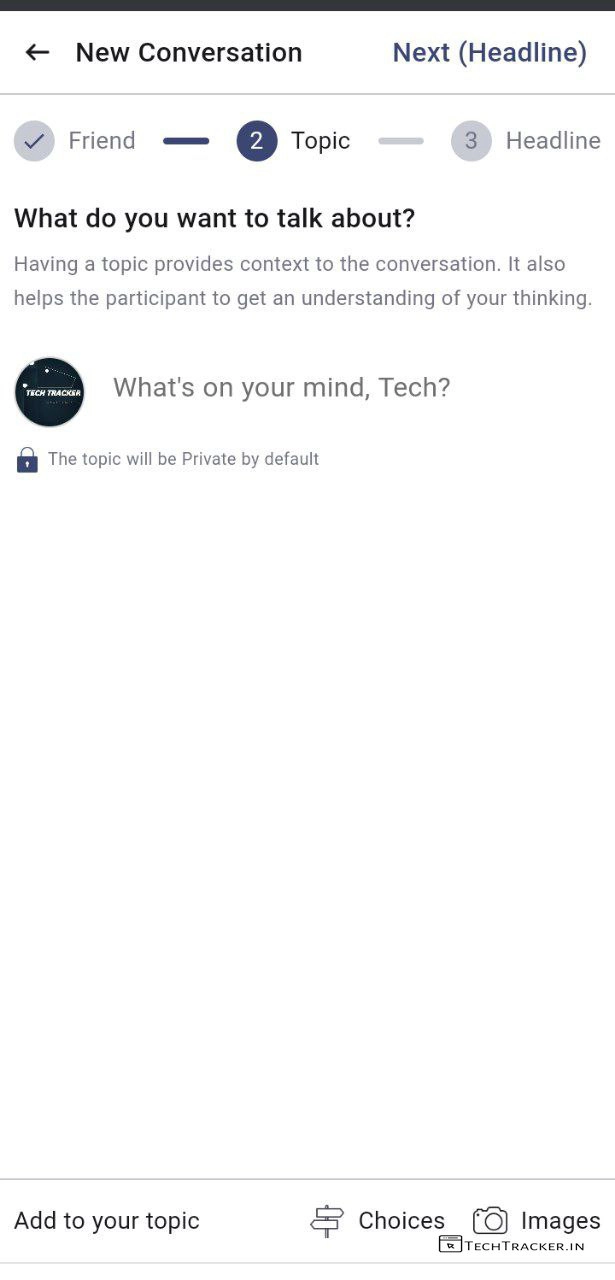 New Conversation Next (Headline)
Friend 2 Topic 3 Headline
What do you want to talk about?
Having a topic provides context to the conversation. It also
helps the participant to get an understanding of your thinking.
TECH TRACKER
What's on your mind, Tech?
The topic will be Private by default
Add to your topic Choices Images
TECHTRACKER.IN